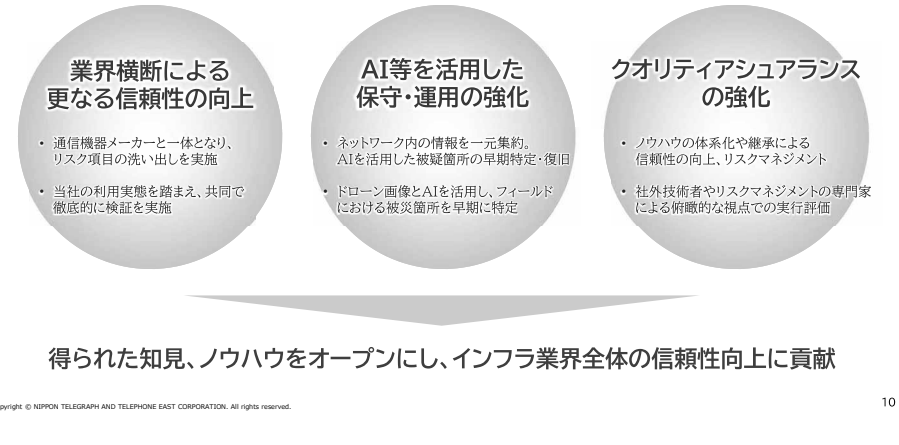 業界横断による
更なる信頼性の向上
• 通信機器メーカーと一体となり、
リスク項目の洗い出しを実施
• 当社の利用実態を踏まえ、共同で
徹底的に検証を実施
AI等を活用した
保守・運用の強化
• ネットワーク内の情報を一元集約。
AIを活用した被疑箇所の早期特定・復旧
• ドローン画像とAIを活用し、フィールド
における被災箇所を早期に特定
クオリティアシュアランス
の強化
• ノウハウの体系化や継承による
信頼性の向上、リスクマネジメント
• 社外技術者やリスクマネジメントの専門家
による俯瞰的な視点での実行評価
得られた知見、ノウハウをオープンにし、インフラ業界全体の信頼性向上に貢献
pyright © NIPPON TELEGRAPH AND TELEPHONE EAST CORPORATION. All rights reserved.
10